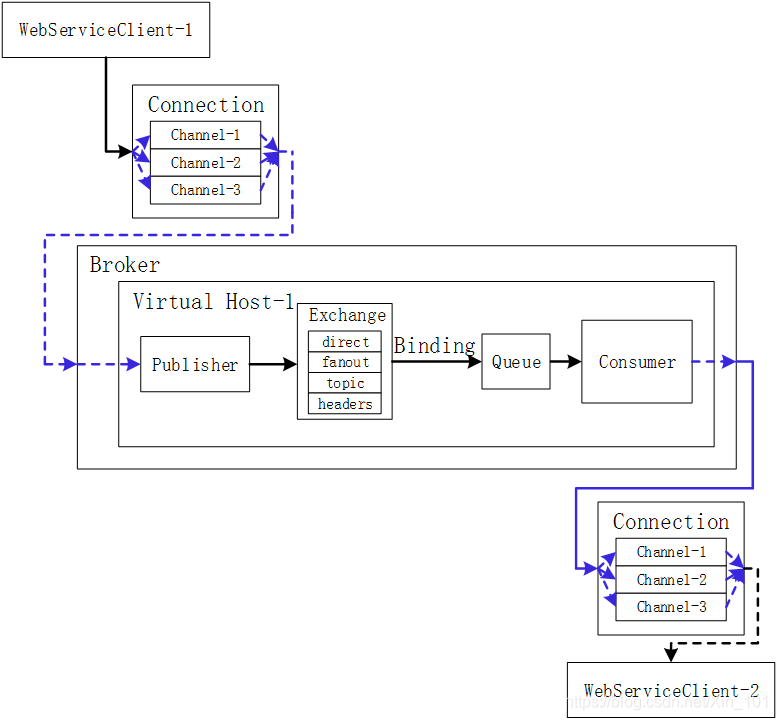 WebServiceClient-1
Connection
Channel-1
Channel-2
Channel-3
Broker
Virtual Host-1
Exchange
direct
fanout
topic
headers
Publisher
Binding
Queue
Consumer
Connection
Channel-1
Channel-2
Channel-3
WebServiceClient-2
https://blog.csdn.net/Xin_101